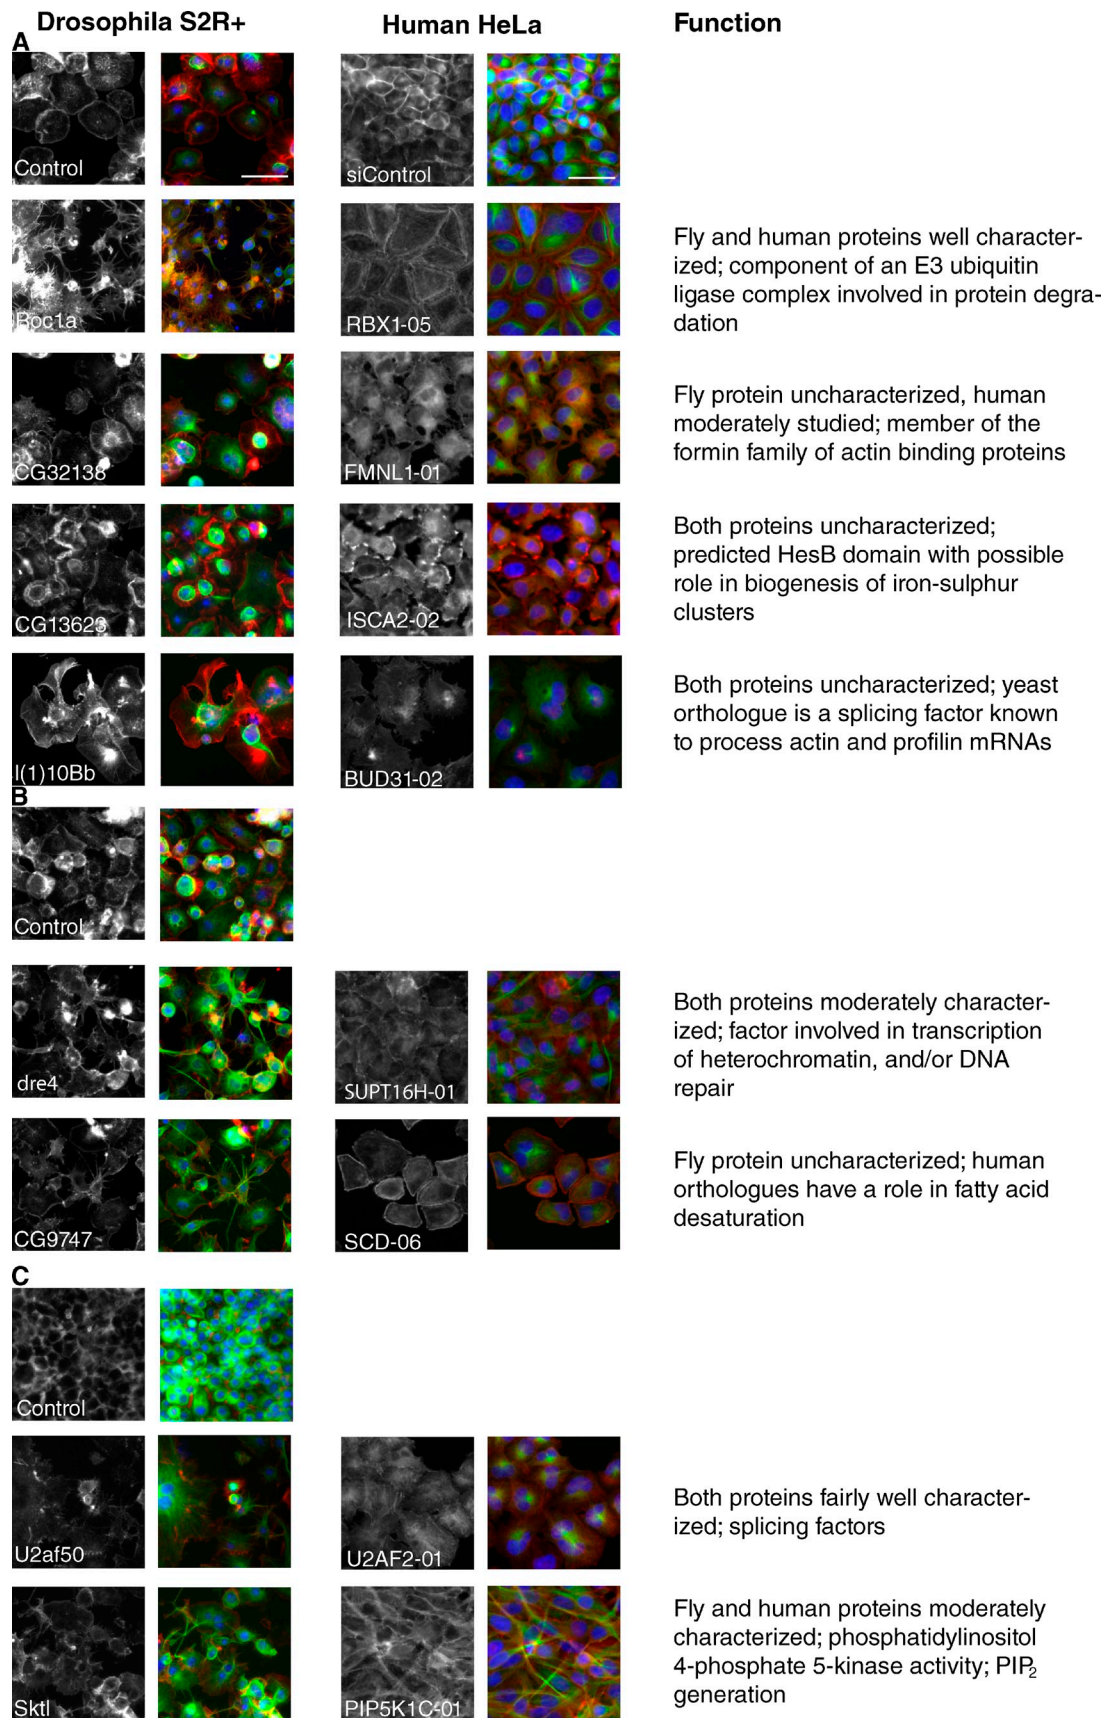 Drosophila S2R+
Human HeLa
Function
A
Control
siControl
Roc1a
RBX1-05
Fly and human proteins well character-
ized; component of an E3 ubiquitin
ligase complex involved in protein degra-
dation
CG32138
FMNL1-01
Fly protein uncharacterized, human
moderately studied; member of the
formin family of actin binding proteins
CG13623
ISCA2-02
Both proteins uncharacterized;
predicted HesB domain with possible
role in biogenesis of iron-sulphur
clusters
l(1)10Bb
BUD31-02
Both proteins uncharacterized; yeast
orthologue is a splicing factor known
to process actin and profilin mRNAs
B
Control
dre4
SUPT16H-01
Both proteins moderately character-
ized; factor involved in transcription
of heterochromatin, and/or DNA
repair
CG9747
SCD-06
Fly protein uncharacterized; human
orthologues have a role in fatty acid
desaturation
C
Control
U2af50
U2AF2-01
Both proteins fairly well character-
ized; splicing factors
Sktl
PIP5K1C-01
Fly and human proteins moderately
characterized; phosphatidylinositol
4-phosphate 5-kinase activity; PIP2
generation